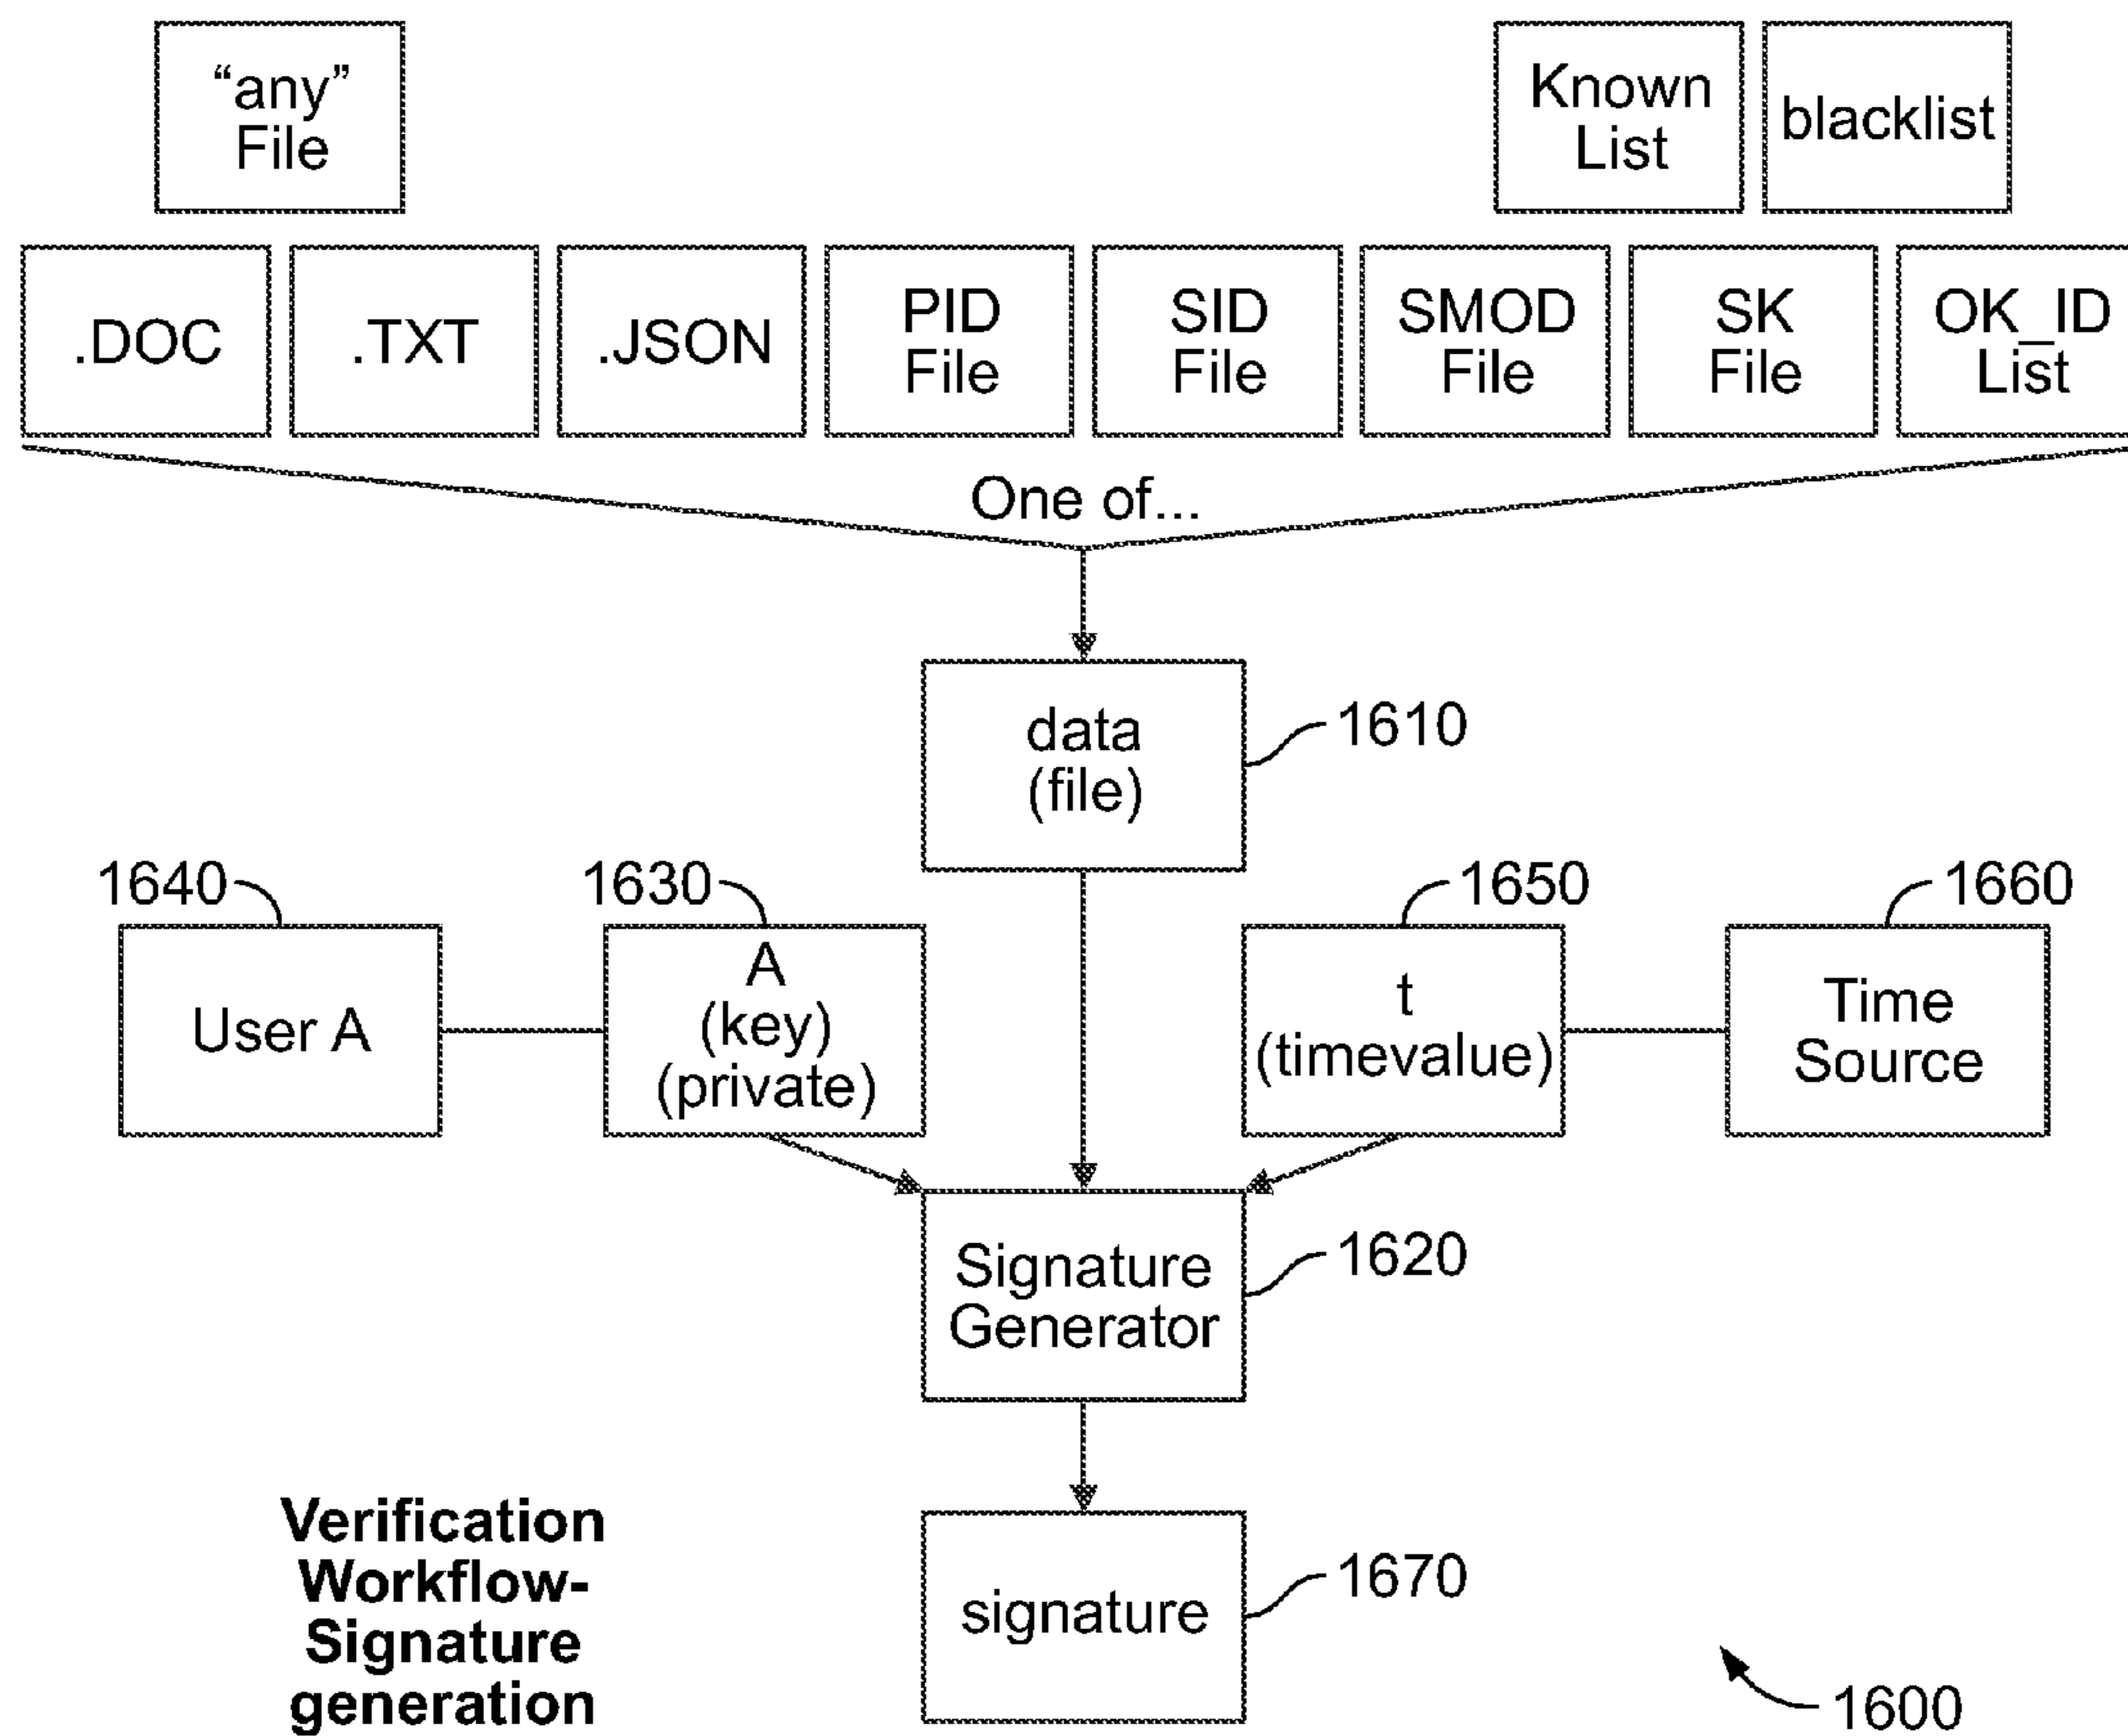 “any”
File
Known
List
blacklist
.DOC
.TXT
.JSON
PID
File
SID
File
SMOD
File
SK
File
OK_ID
List
One of...
data
(file)
1610
1640
1630
1650
1660
User A
A
(key)
(private)
t
(timevalue)
Time
Source
Signature
Generator
1620
signature
1670
Verification
Workflow-
Signature
generation
1600